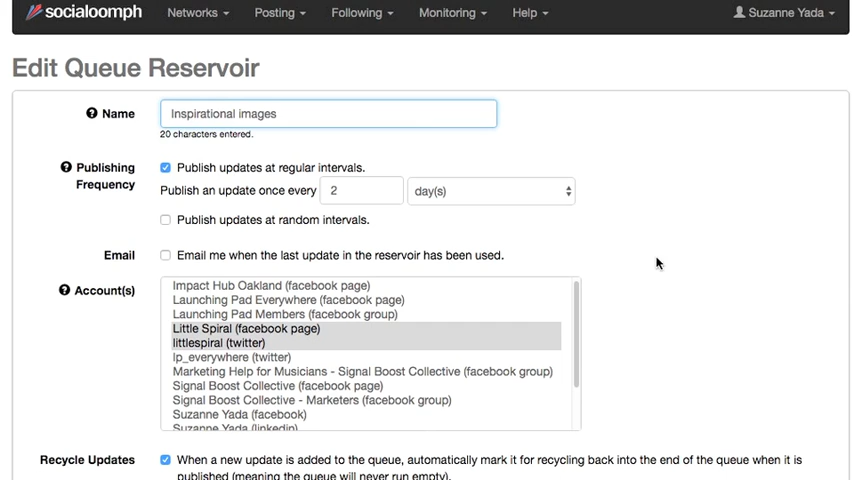 socialoomph Networks Posting Following Monitoring Help Suzanne Yada
Edit Queue Reservoir
Name Inspirational images
20 characters entered.
Publishing Frequency
Publish updates at regular intervals.
Publish an update once every 2 day(s)
Publish updates at random intervals.
Email Email me when the last update in the reservoir has been used.
Account(s)
Impact Hub Oakland (facebook page)
Launching Pad Everywhere (facebook page)
Launching Pad Members (facebook group)
Little Spiral (facebook page)
littlespiral (twitter)
lp_everywhere (twitter)
Marketing Help for Musicians - Signal Boost Collective (facebook group)
Signal Boost Collective (facebook page)
Signal Boost Collective - Marketers (facebook group)
Suzanne Yada (facebook)
Suzanne Yada (linkedin)
Recycle Updates When a new update is added to the queue, automatically mark it for recycling back into the end of the queue when it is
published (meaning the queue will never run empty).